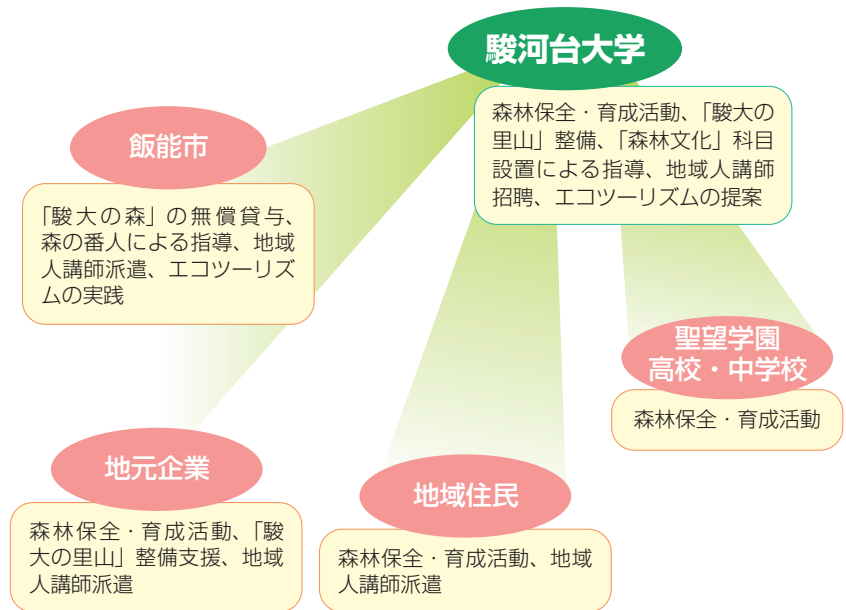 駿河台大学
森林保全・育成活動、「駿大の
里山」整備、「森林文化」科目
設置による指導、地域人講師
招聘、エコツーリズムの提案
飯能市
「駿大の森」の無償貸与、
森の番人による指導、地域
人講師派遣、エコツーリズ
ムの実践
聖望学園
高校・中学校
森林保全・育成活動
地元企業
森林保全・育成活動、「駿
大の里山」整備支援、地域
人講師派遣
地域住民
森林保全・育成活動、地域
人講師派遣